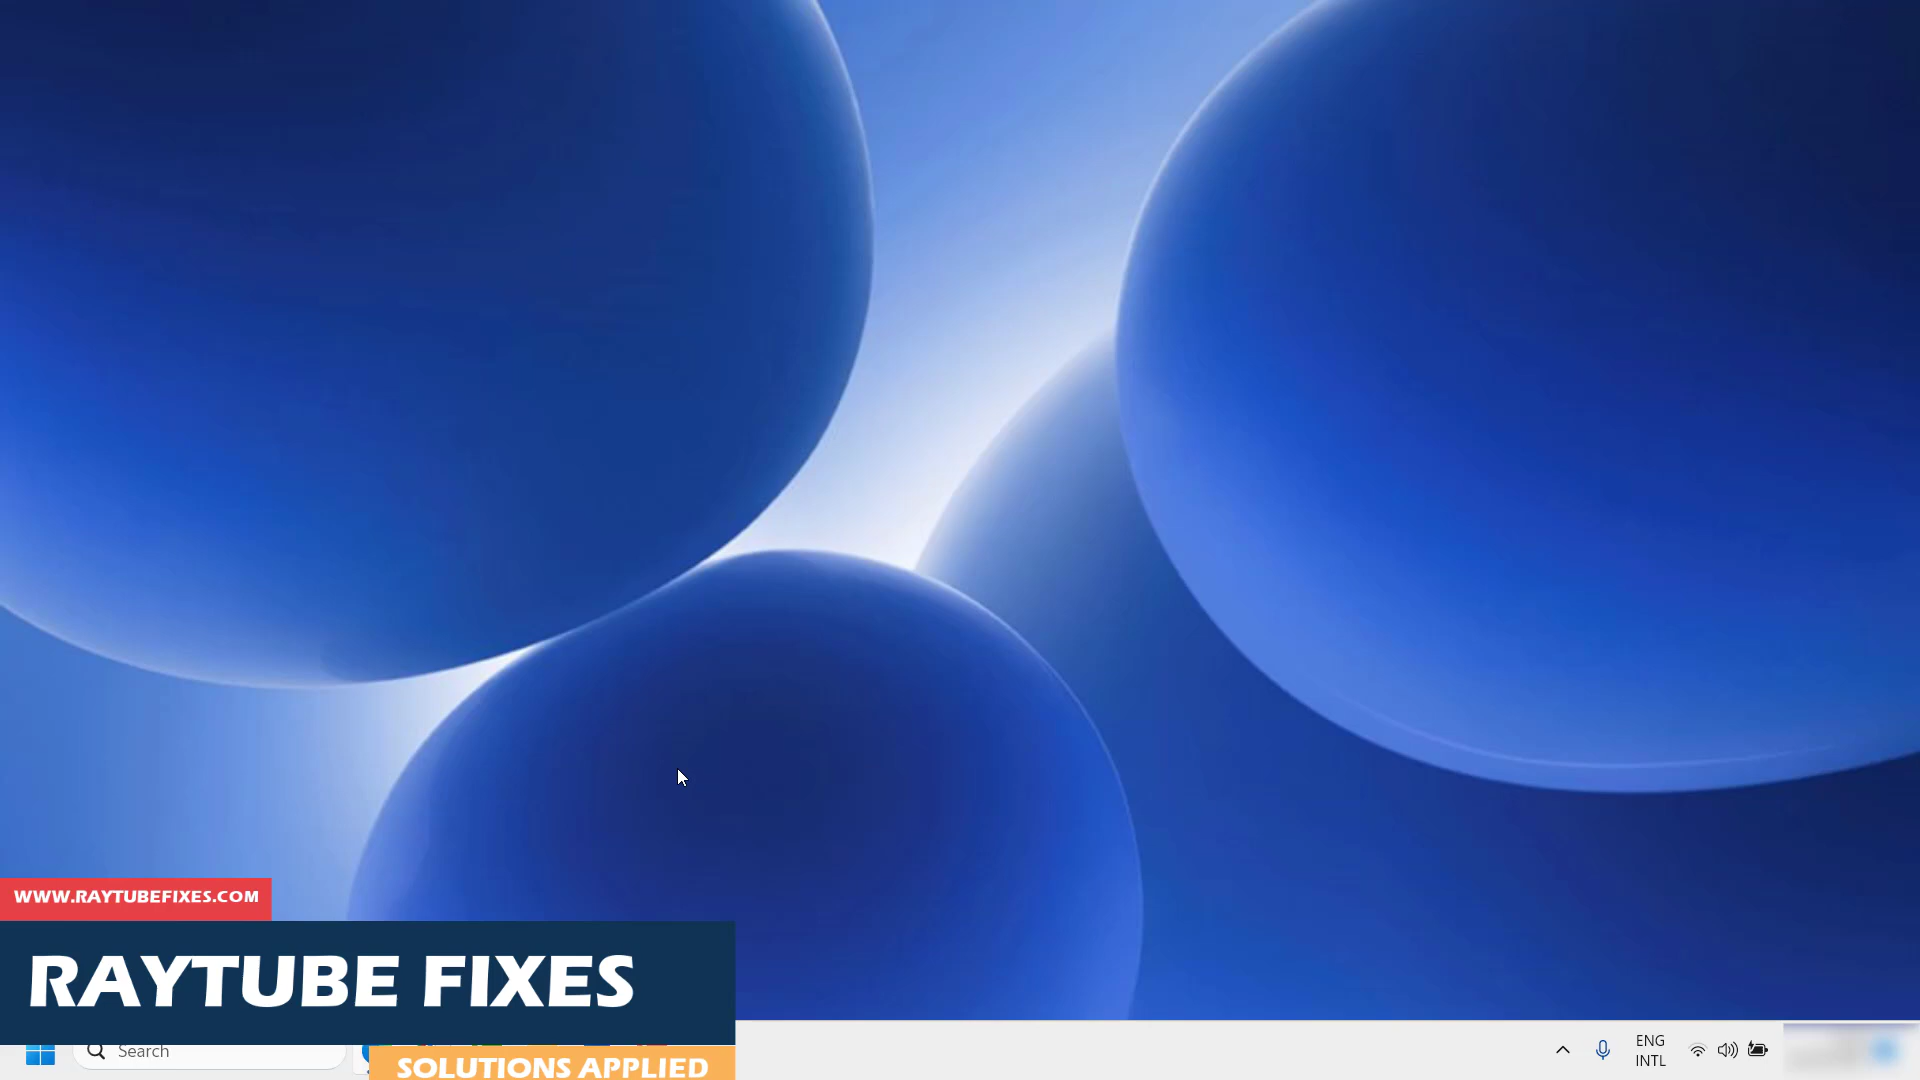 WWW.RAYTUBEFIXES.COM
RAYTUBE FIXES
Search
SOLUTIONS APPLIED
ENG
INTL